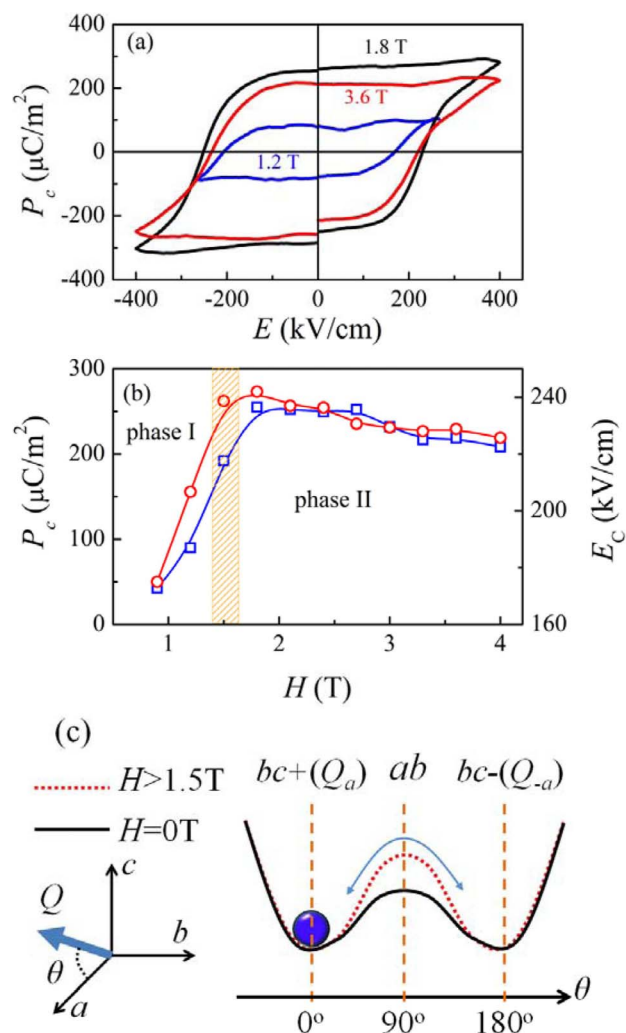 (a)
1.8 T
3.6 T
1.2 T
400
200
0
-200
-400
P_c (μC/m²)
-400 -200 0 200 400
E (kV/cm)
(b)
phase I
phase II
300
200
100
0
P_c (μC/m²)
240
200
160
E_C (kV/cm)
1 2 3 4
H (T)
(c)
H>1.5T
H=0T
c
Q
b
θ
a
bc+(Q_a) ab bc-(Q_-a)
θ
0° 90° 180°